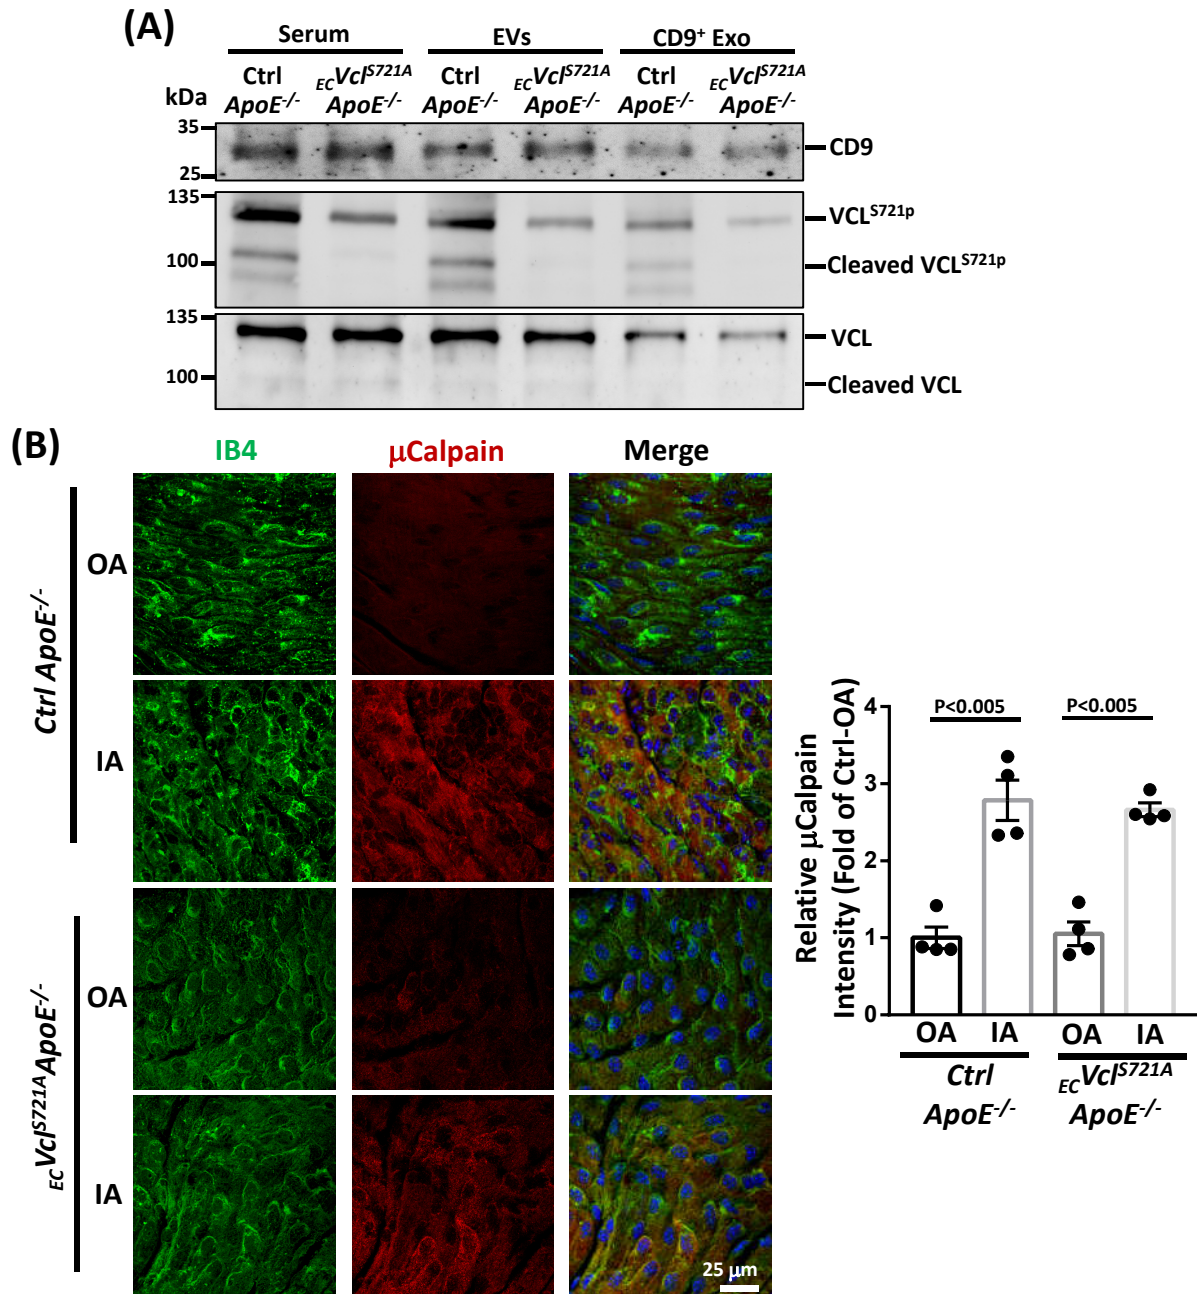 (A)
Serum EVs CD9⁺ Exo
Ctrl ECVclS721A Ctrl ECVclS721A Ctrl ECVclS721A
kDa ApoE-/- ApoE-/- ApoE-/- ApoE-/- ApoE-/- ApoE-/-
35
CD9
25
135
VCLS721p
100
Cleaved VCLS721p
135
VCL
100
Cleaved VCL
(B)
IB4 μCalpain Merge
Ctrl ApoE-/-
OA
IA
ECVclS721AApoE-/-
OA
IA
25 μm
Relative μCalpain
Intensity (Fold of Ctrl-OA)
4
3
2
1
0
P<0.005 P<0.005
OA IA OA IA
Ctrl ECVclS721A
ApoE-/- ApoE-/-